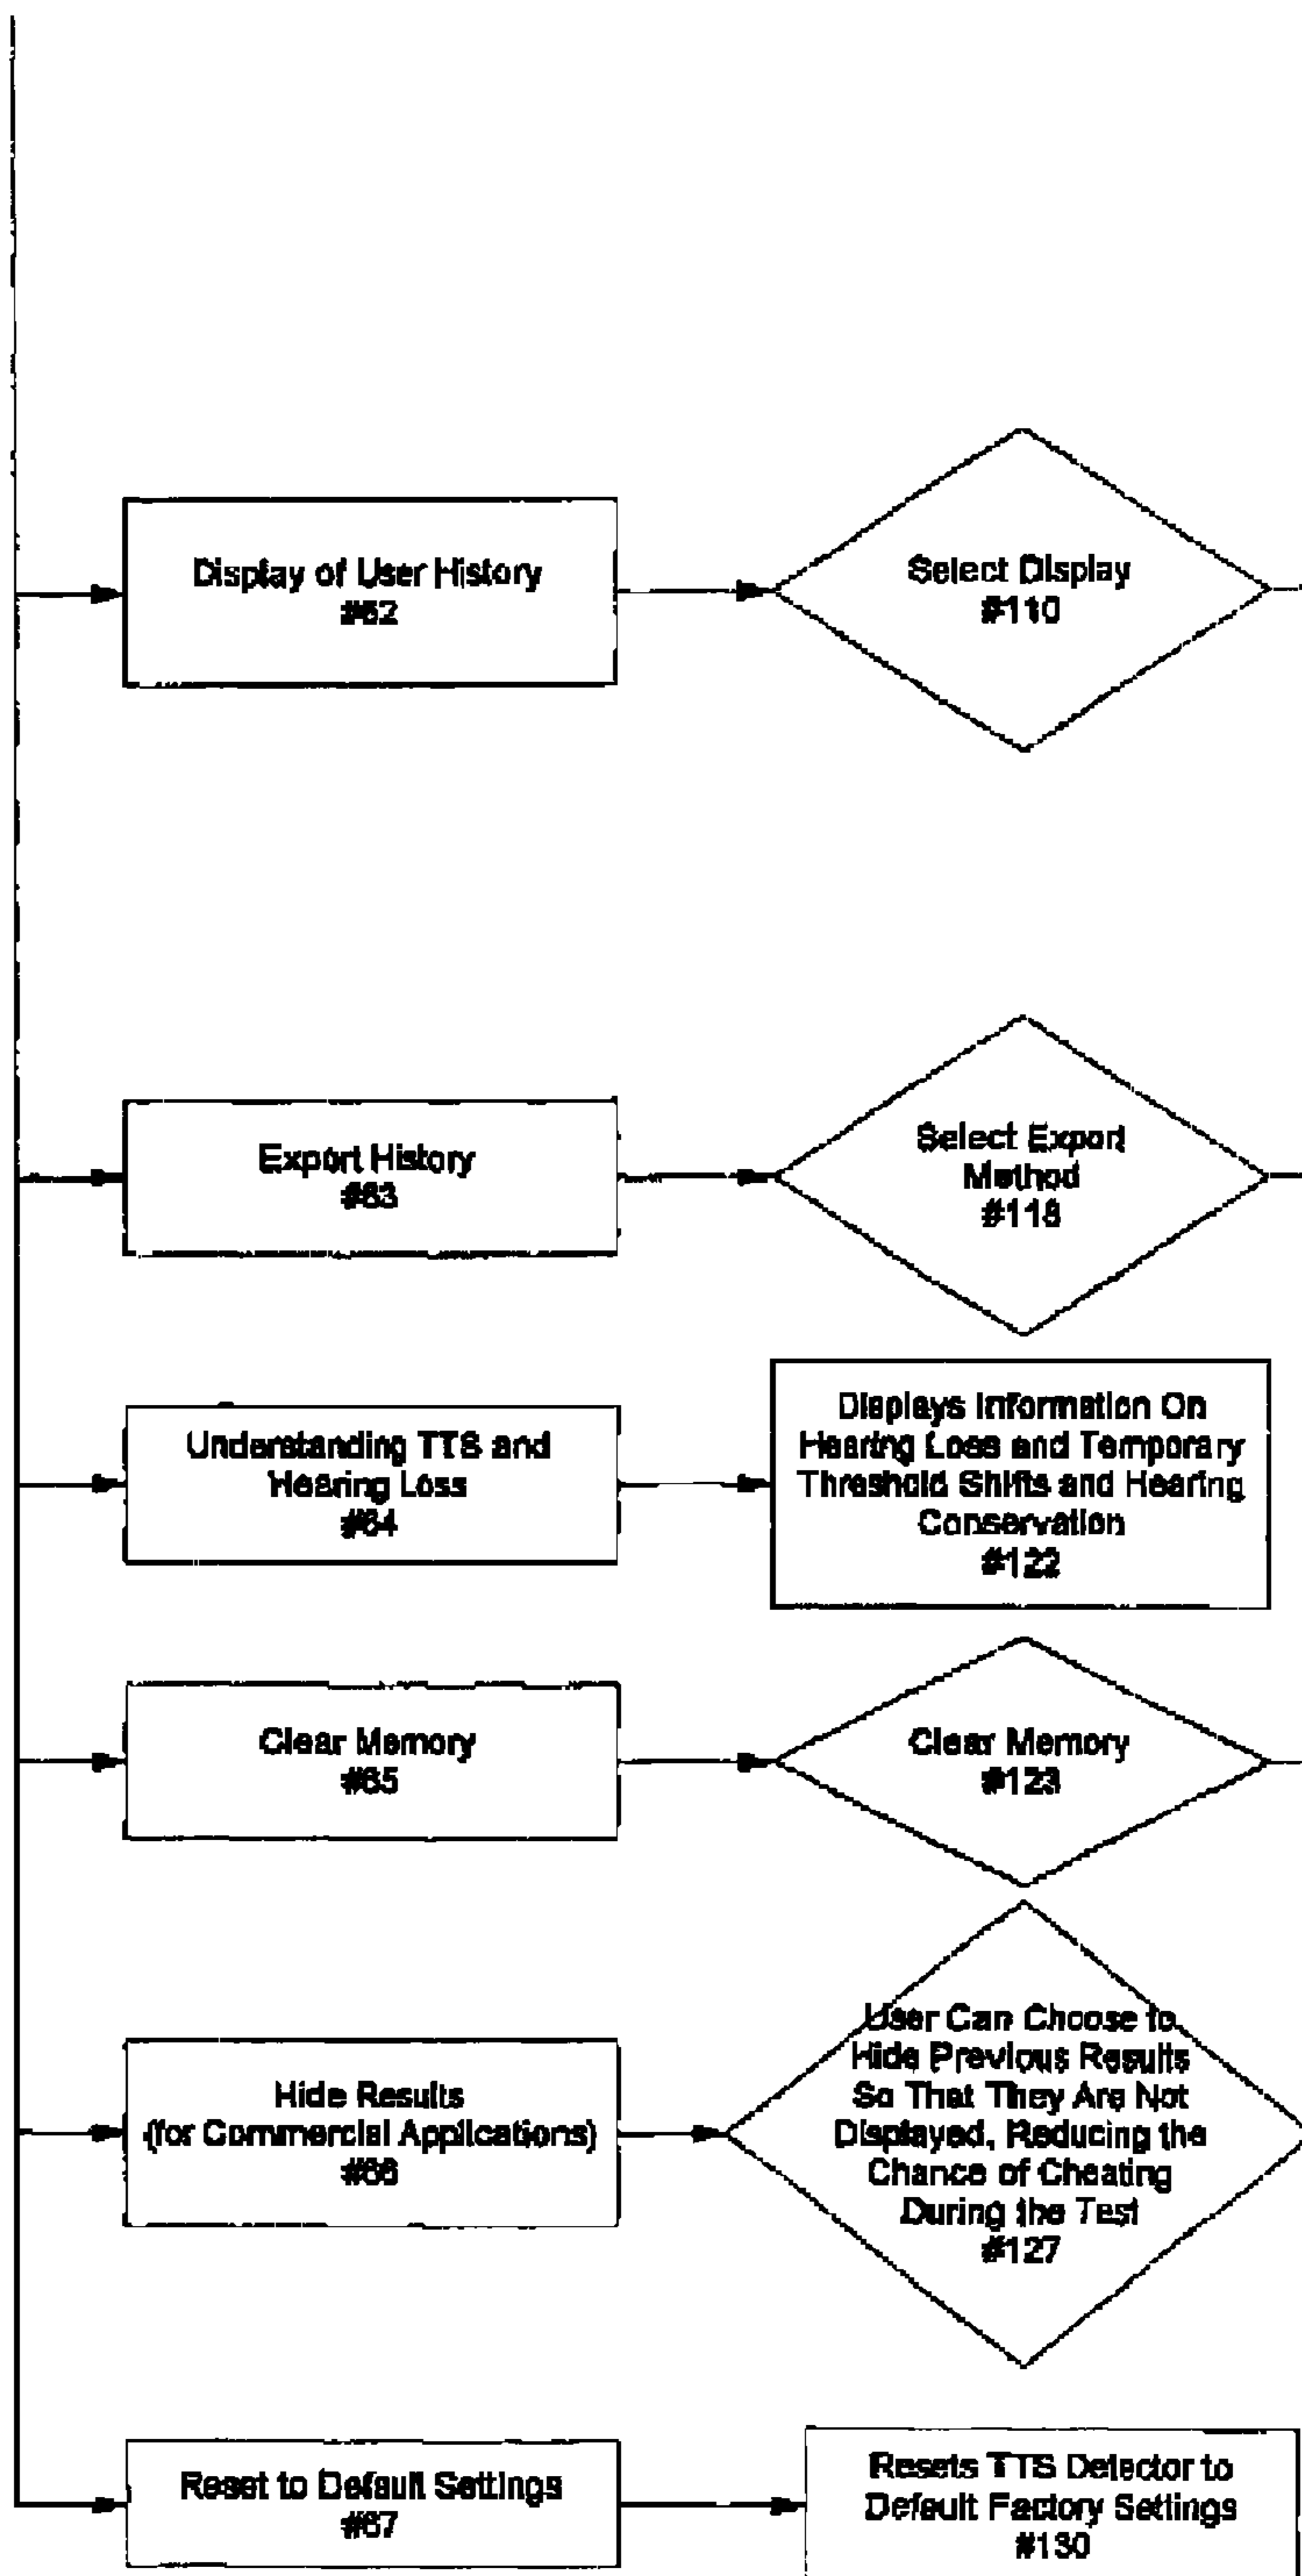 Display of User History
#62
Select Display
#110
Export History
#63
Select Export
Method
#118
Understanding TTS and
Hearing Loss
#64
Displays Information On
Hearing Loss and Temporary
Threshold Shifts and Hearing
Conservation
#122
Clear Memory
#65
Clear Memory
#123
Hide Results
(for Commercial Applications)
#66
User Can Choose to
Hide Previous Results
So That They Are Not
Displayed, Reducing the
Chance of Cheating
During the Test
#127
Reset to Default Settings
#67
Resets TTS Detector to
Default Factory Settings
#130